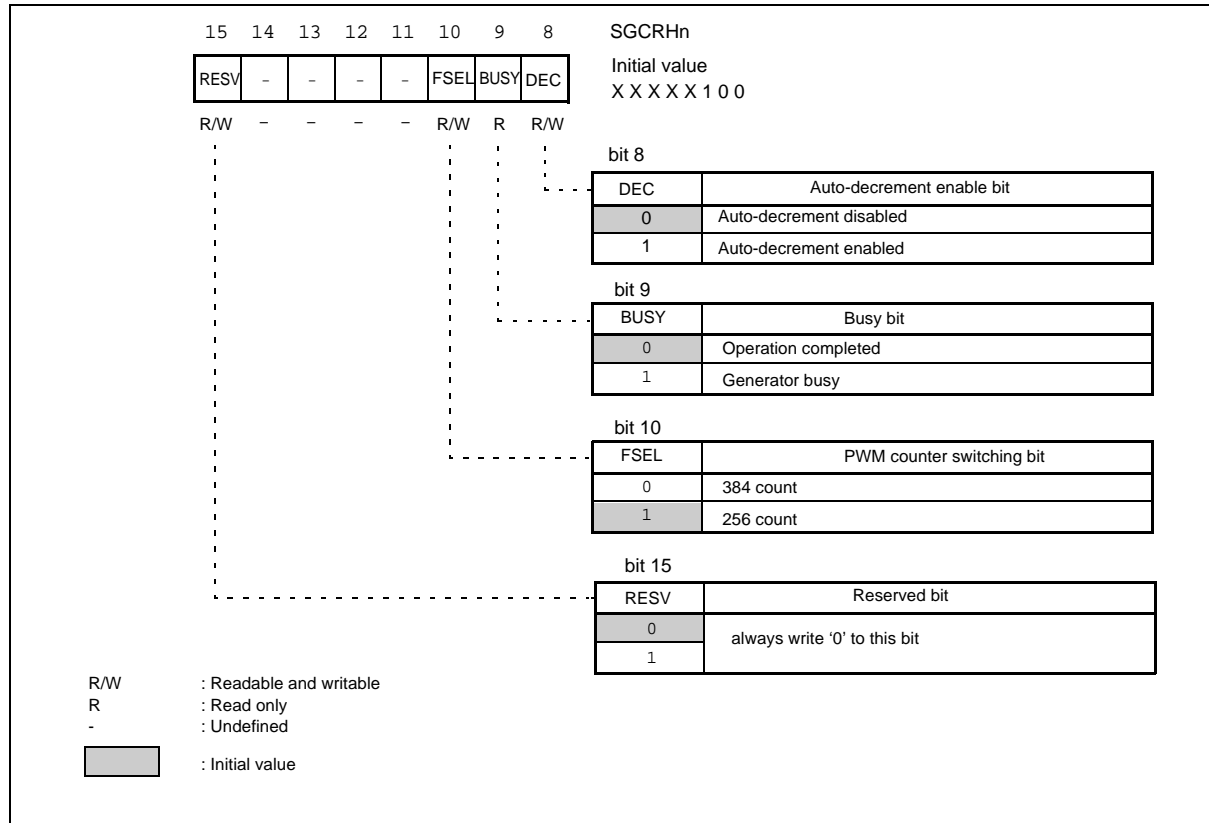 15 14 13 12 11 10 9 8 SGCRHn
RESV - - - - FSEL BUSY DEC
Initial value
X X X X X 1 0 0
R/W - - - - R/W R R/W
bit 8
DEC Auto-decrement enable bit
0 Auto-decrement disabled
1 Auto-decrement enabled
bit 9
BUSY Busy bit
0 Operation completed
1 Generator busy
bit 10
FSEL PWM counter switching bit
0 384 count
1 256 count
bit 15
RESV Reserved bit
0
always write ‘0’ to this bit
1
R/W : Readable and writable
R : Read only
- : Undefined
: Initial value